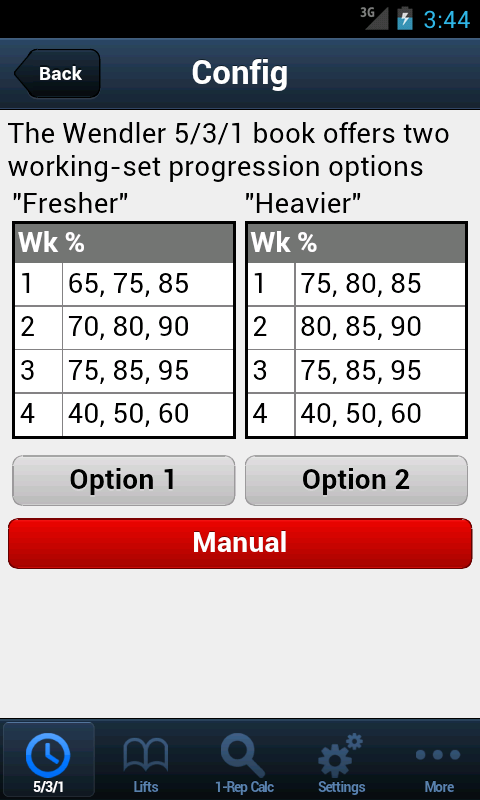 3G 3:44
Back Config
The Wendler 5/3/1 book offers two
working-set progression options
"Fresher" "Heavier"
Wk % Wk %
1 65, 75, 85 1 75, 80, 85
2 70, 80, 90 2 80, 85, 90
3 75, 85, 95 3 75, 85, 95
4 40, 50, 60 4 40, 50, 60
Option 1 Option 2
Manual
5/3/1 Lifts 1-Rep Calc Settings More